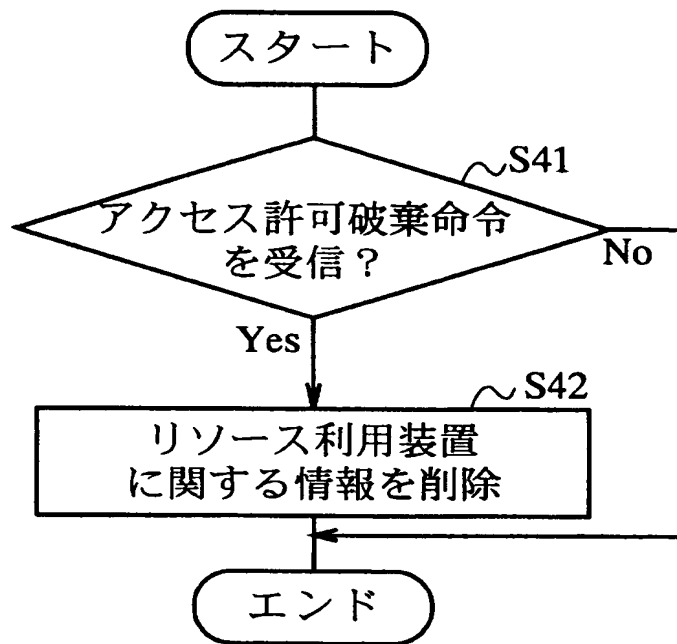 スタート
S41
アクセス許可破棄命令
を受信?
No
Yes
S42
リソース利用装置
に関する情報を削除
エンド